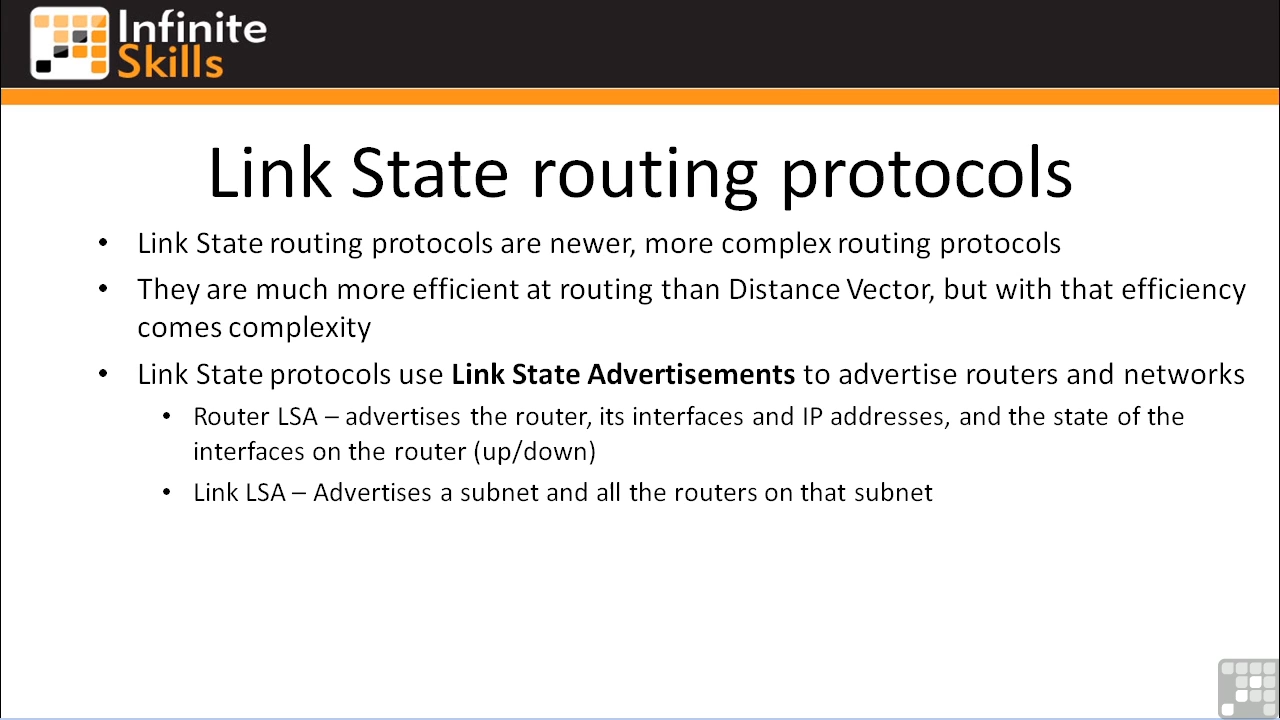 Infinite
Skills
Link State routing protocols
• Link State routing protocols are newer, more complex routing protocols
• They are much more efficient at routing than Distance Vector, but with that efficiency
comes complexity
• Link State protocols use Link State Advertisements to advertise routers and networks
• Router LSA – advertises the router, its interfaces and IP addresses, and the state of the
interfaces on the router (up/down)
• Link LSA – Advertises a subnet and all the routers on that subnet